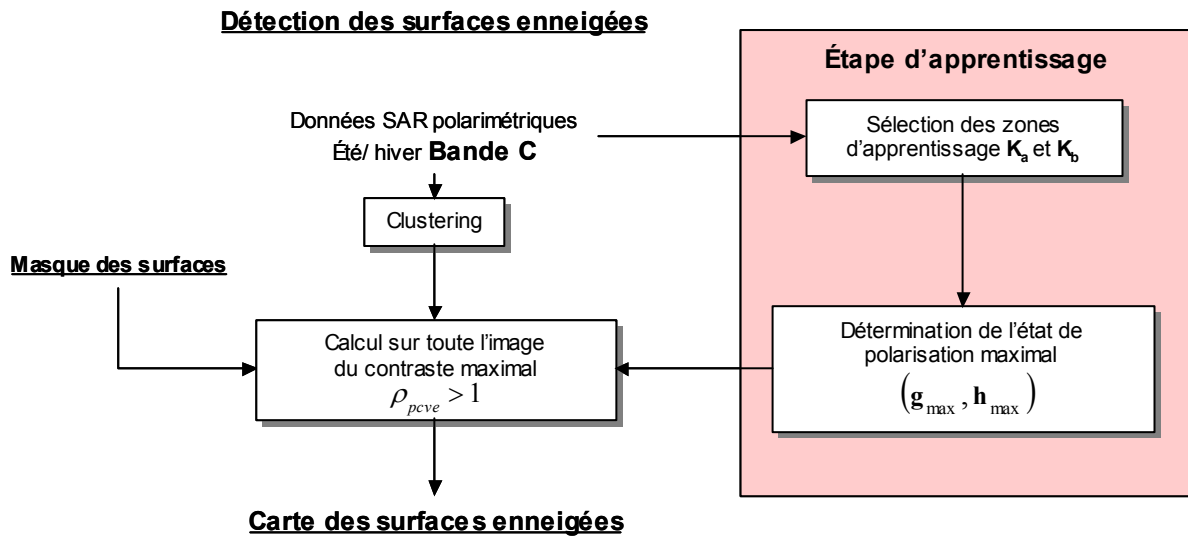 Détection des surfaces enneigées
Étape d'apprentissage
Données SAR polarimétriques
Été/ hiver Bande C
Sélection des zones
d'apprentissage Ka et Kb
Clustering
Masque des surfaces
Calcul sur toute l'image
du contraste maximal
ρpcve > 1
Détermination de l'état de
polarisation maximal
(gmax , hmax)
Carte des surfaces enneigées